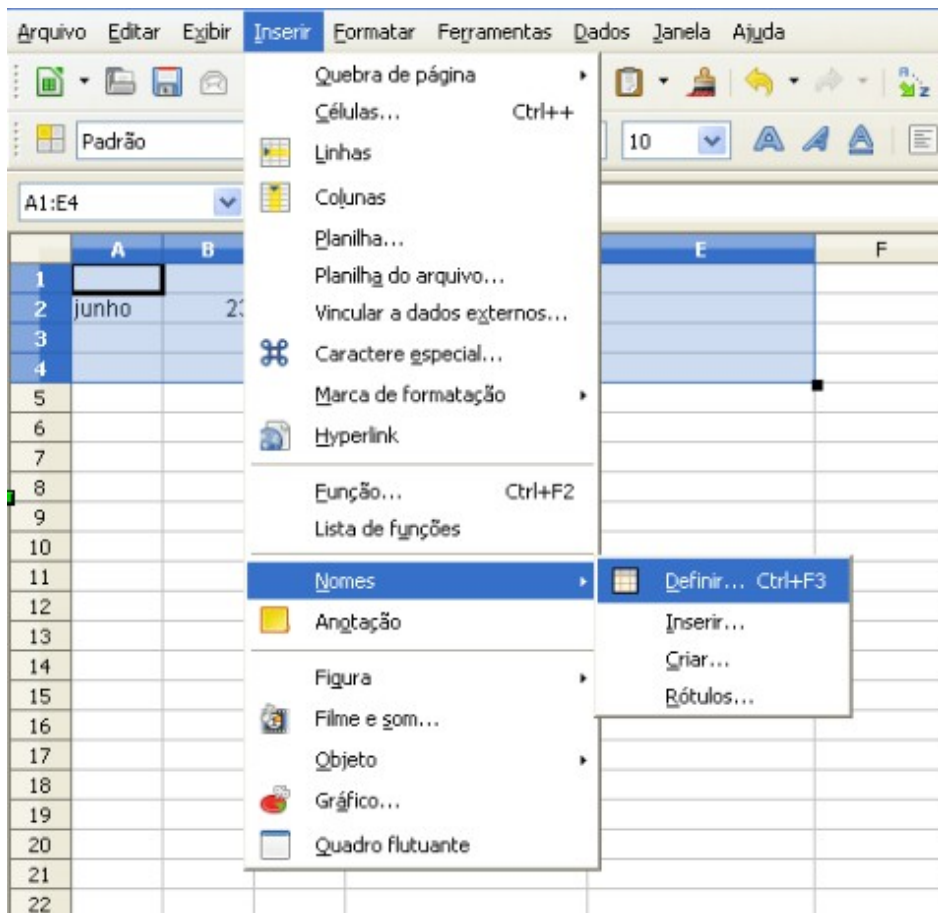 Arquivo Editar Exibir Inserir Formatar Ferramentas Dados Janela Ajuda
Padrão 10
A1:E4
A B E F
1
2 junho
3
4
5
6
7
8
9
10
11
12
13
14
15
16
17
18
19
20
21
22
Quebra de página
Células... Ctrl++
Linhas
Colunas
Planilha...
Planilha do arquivo...
Vincular a dados externos...
Caractere especial...
Marca de formatação
Hyperlink
Função... Ctrl+F2
Lista de funções
Nomes
Anotação
Figura
Filme e som...
Objeto
Gráfico...
Quadro flutuante
Definir... Ctrl+F3
Inserir...
Criar...
Rótulos...